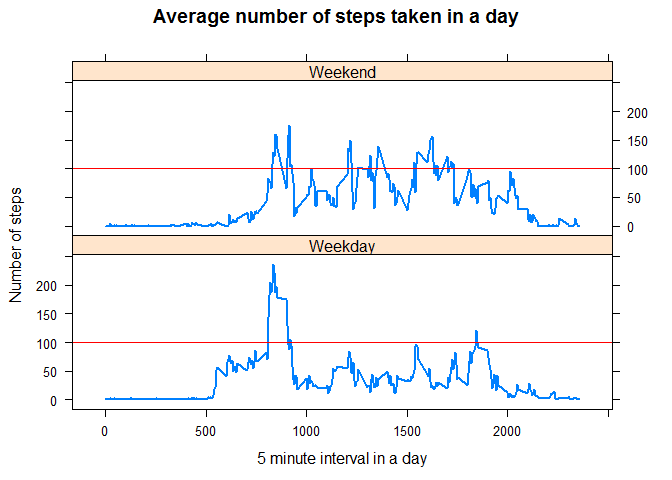 Average number of steps taken in a day
Weekend
200
150
100
50
0
Number of steps
Weekday
200
150
100
50
0
0 500 1000 1500 2000
5 minute interval in a day